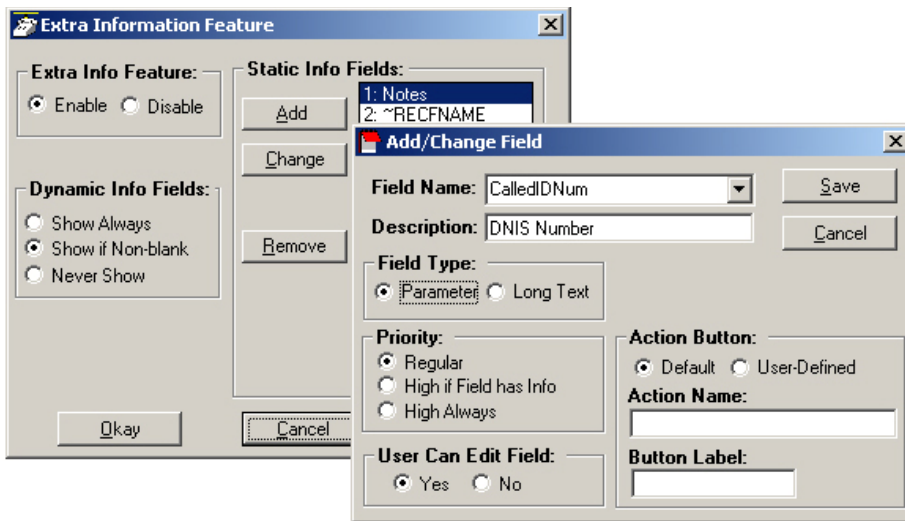 Extra Information Feature
Extra Info Feature:
Enable Disable
Dynamic Info Fields:
Show Always
Show if Non-blank
Never Show
Static Info Fields:
Add
Change
Remove
1: Notes
2: ~RECFNAME
Okay
Cancel
Add/Change Field
Field Name: CalledIDNum
Save
Description: DNIS Number
Cancel
Field Type:
Parameter Long Text
Priority:
Regular
High if Field has Info
High Always
User Can Edit Field:
Yes No
Action Button:
Default User-Defined
Action Name:
Button Label: